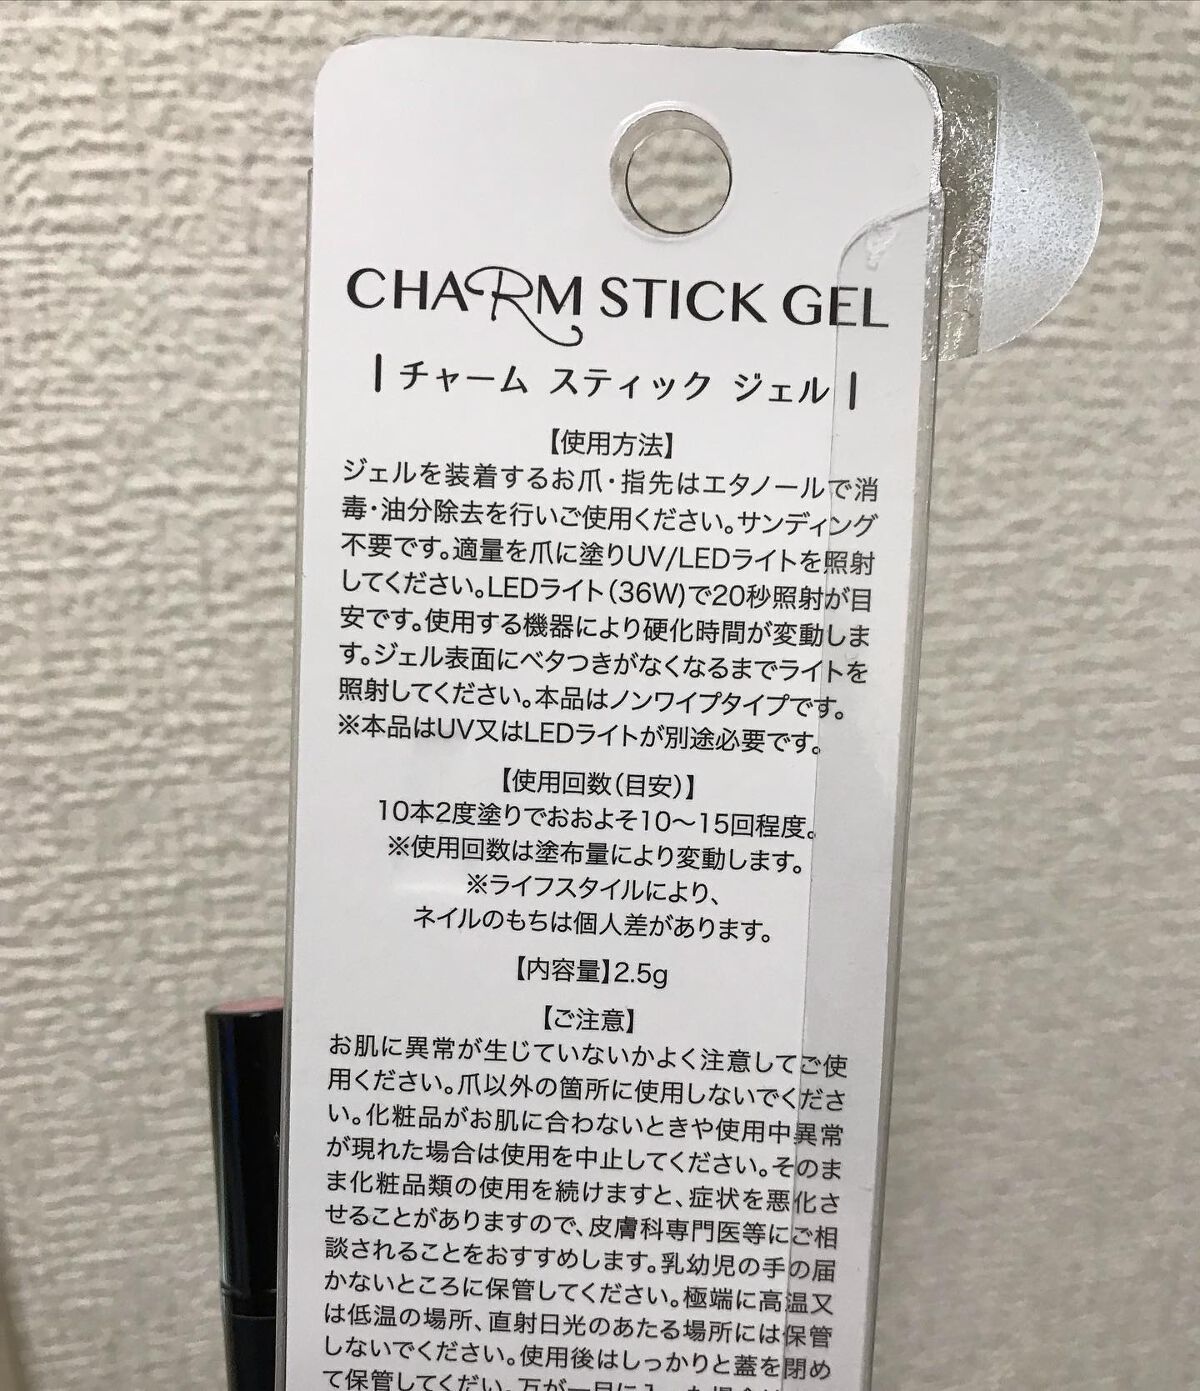 CHARM STICK GEL
| チャーム スティック ジェル |
【使用方法】
ジェルを装着するお爪・指先はエタノールで消
毒・油分除去を行いご使用ください。サンディング
不要です。適量を爪に塗りUV/LEDライトを照射
してください。LEDライト(36W)で20秒照射が目
安です。使用する機器により硬化時間が変動しま
す。ジェル表面にベタつきがなくなるまでライトを
照射してください。本品はノンワイプタイプです。
※本品はUV又はLEDライトが別途必要です。
【使用回数(目安)】
10本2度塗りでおおよそ10〜15回程度。
※使用回数は塗布量により変動します。
※ライフスタイルにより、
ネイルのもちは個人差があります。
【内容量】2.5g
【ご注意】
お肌に異常が生じていないかよく注意してご使
用ください。爪以外の箇所に使用しないでくださ
い。化粧品がお肌に合わないときや使用中異常
が現れた場合は使用を中止してください。そのま
ま化粧品類の使用を続けますと、症状を悪化さ
せることがありますので、皮膚科専門医等にご相
談されることをおすすめします。乳幼児の手の届
かないところに保管してください。極端に高温又
は低温の場所、直射日光のあたる場所には保管
しないでください。使用後はしっかりと蓋を閉め
て保管してくだい。万が一目に入った場合は